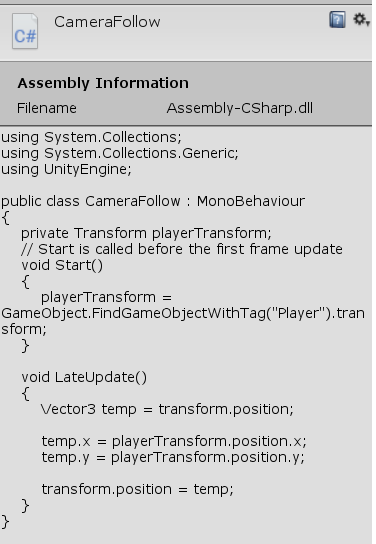 CameraFollow
C#
Assembly Information
Filename Assembly-CSharp.dll
using System.Collections;
using System.Collections.Generic;
using UnityEngine;
public class CameraFollow : MonoBehaviour
{
private Transform playerTransform;
// Start is called before the first frame update
void Start()
{
playerTransform =
GameObject.FindGameObjectWithTag("Player").tran
sform;
}
void LateUpdate()
{
Vector3 temp = transform.position;
temp.x = playerTransform.position.x;
temp.y = playerTransform.position.y;
transform.position = temp;
}
}